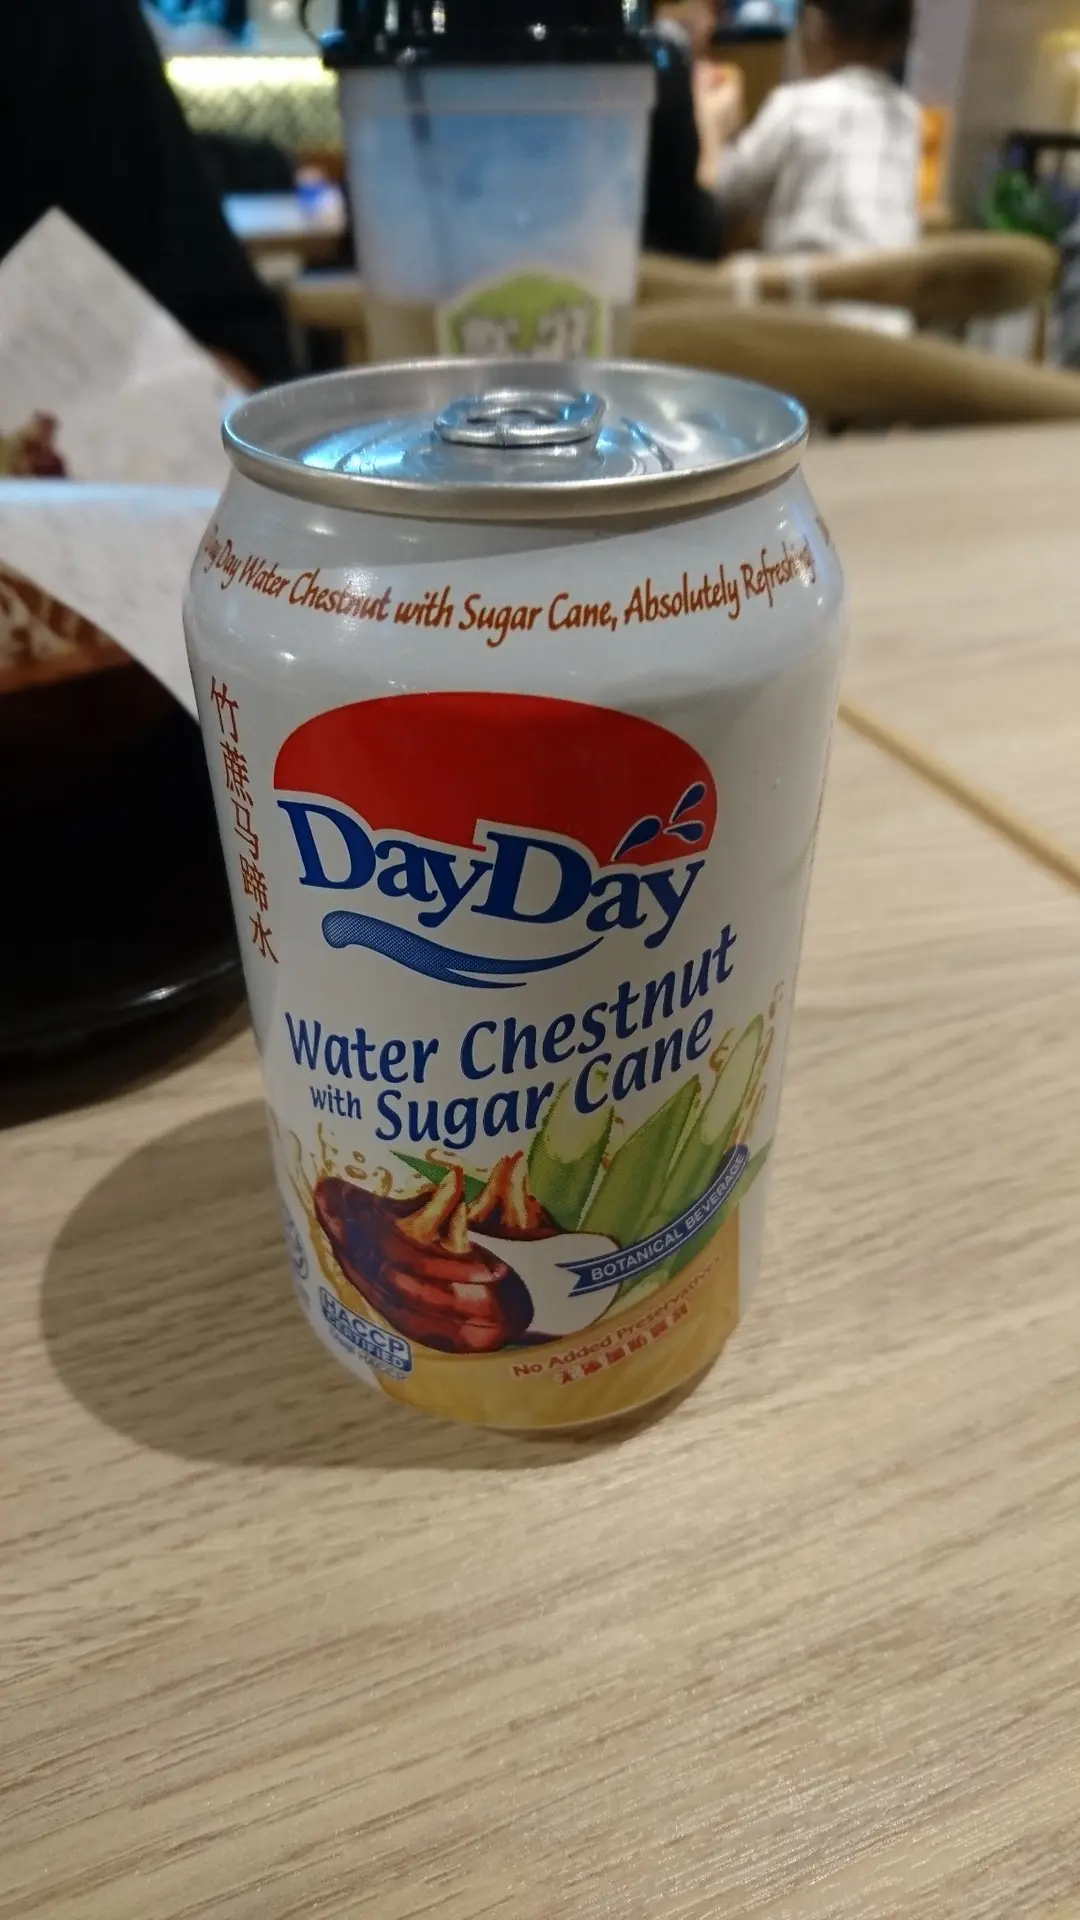 Day Day Water Chestnut with Sugar Cane, Absolutely Refreshing!
竹蔗马蹄水
DayDay
Water Chestnut
with Sugar Cane
BOTANICAL BEVERAGE
HACCP
CERTIFIED
No Added Preservatives